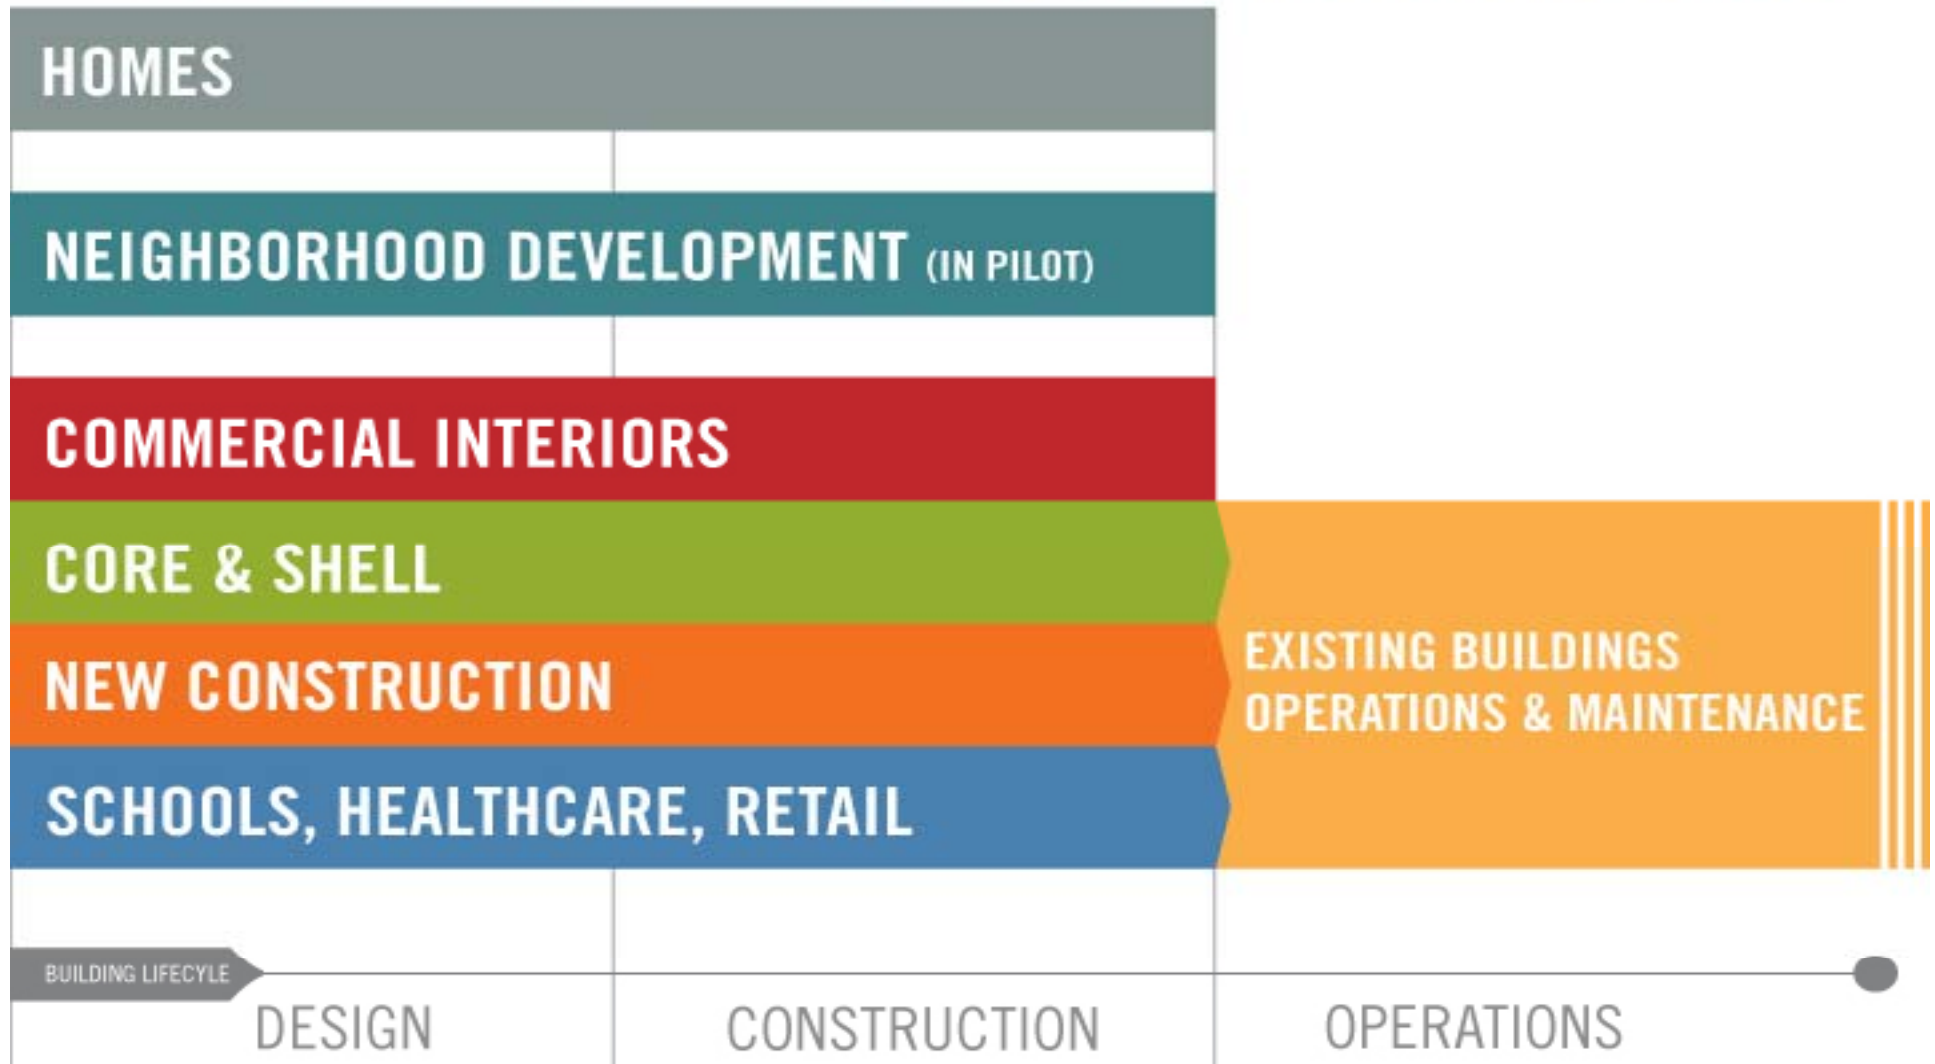 HOMES
NEIGHBORHOOD DEVELOPMENT (IN PILOT)
COMMERCIAL INTERIORS
CORE & SHELL
NEW CONSTRUCTION
SCHOOLS, HEALTHCARE, RETAIL
EXISTING BUILDINGS
OPERATIONS & MAINTENANCE
BUILDING LIFECYLE
DESIGN
CONSTRUCTION
OPERATIONS